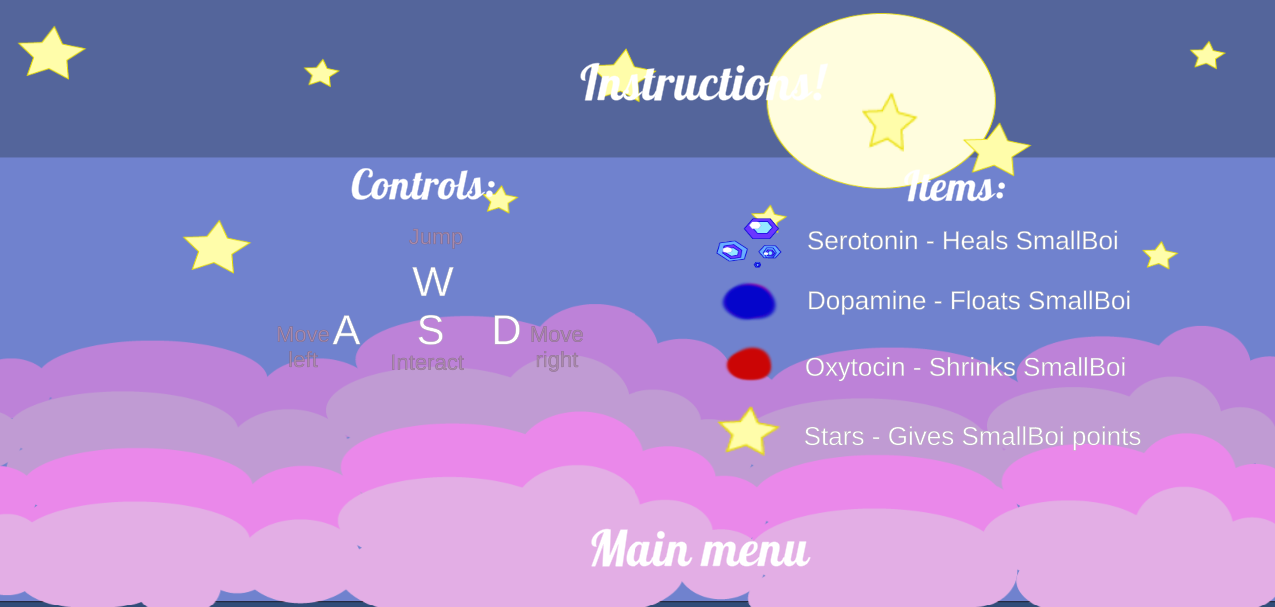 Instructions!
Controls:
Jump
W
A S D
Move left
Interact
Move right
Items:
Serotonin - Heals SmallBoi
Dopamine - Floats SmallBoi
Oxytocin - Shrinks SmallBoi
Stars - Gives SmallBoi points
Main menu